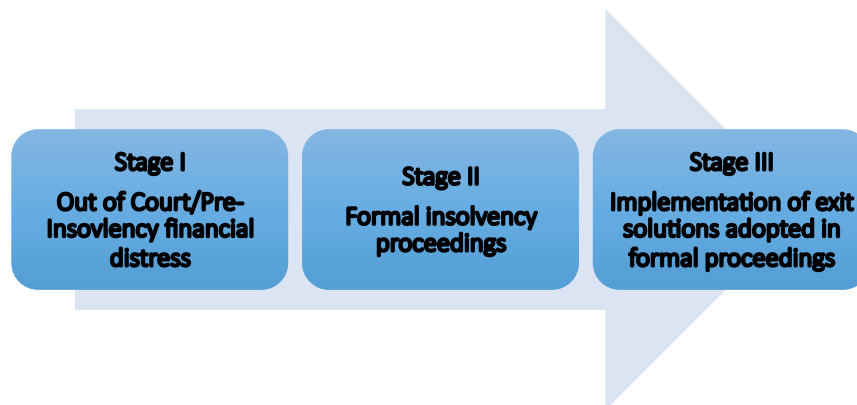 Stage I
Out of Court/Pre-
Insovlency financial
distress
Stage II
Formal insolvency
proceedings
Stage III
Implementation of exit
solutions adopted in
formal proceedings